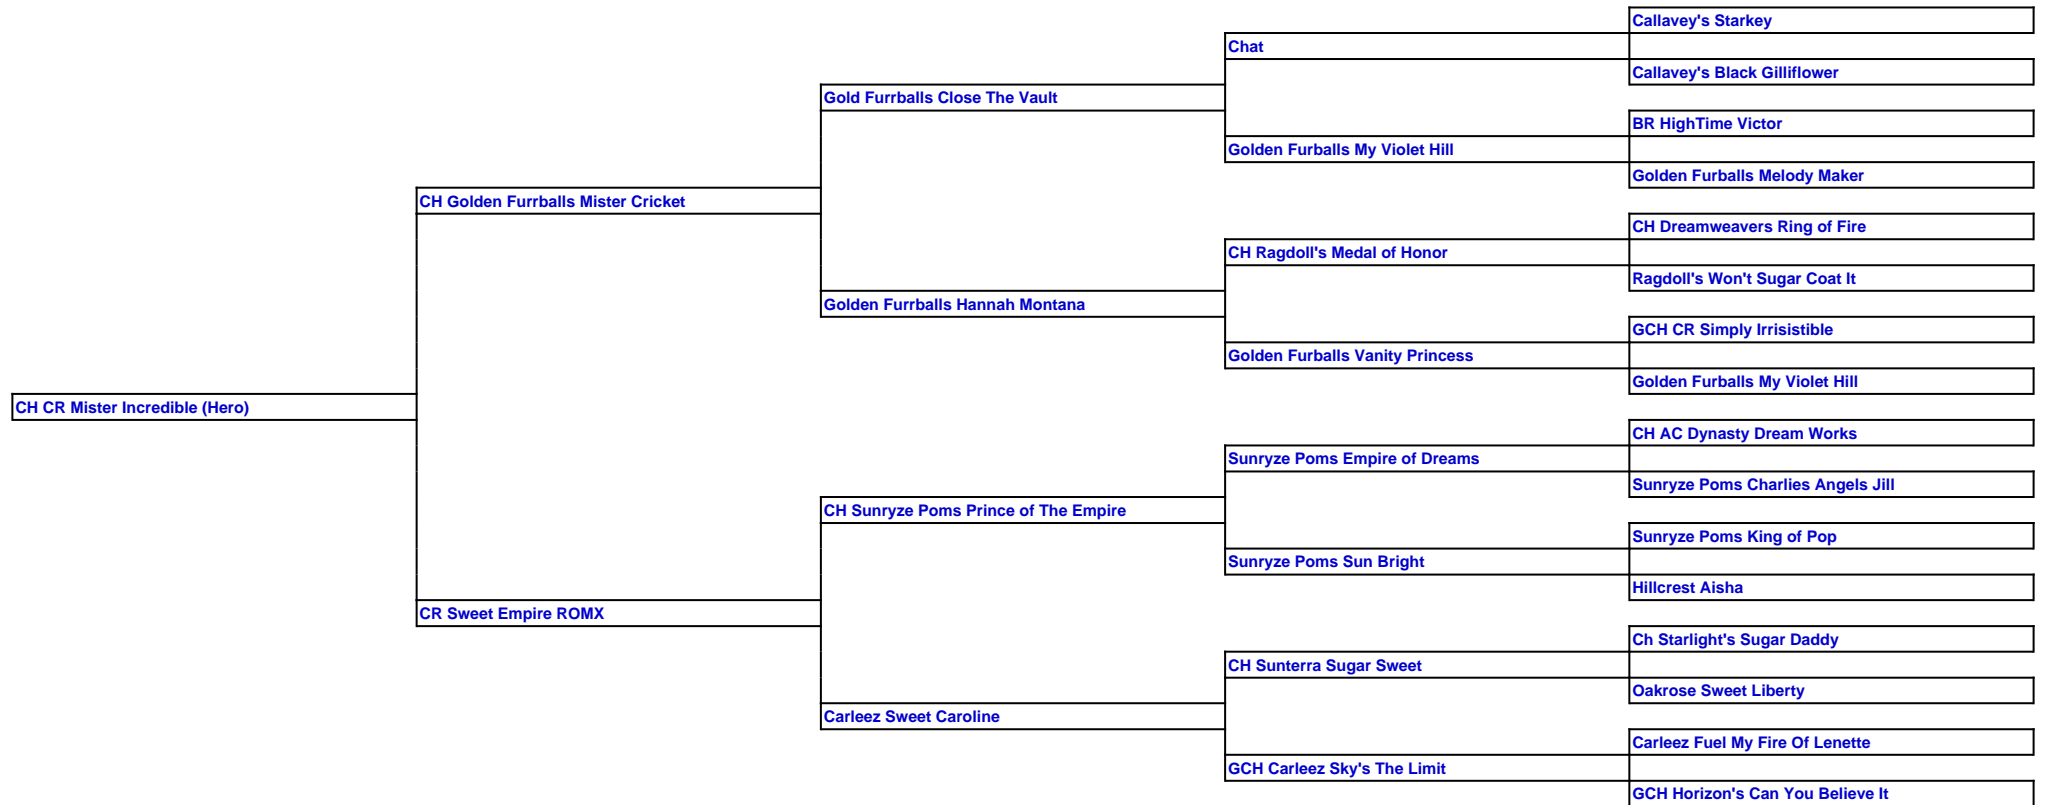 Callavey's Starkey
Chat
Callavey's Black Gilliflower
Gold Furrballs Close The Vault
BR HighTime Victor
Golden Furballs My Violet Hill
Golden Furballs Melody Maker
CH Golden Furrballs Mister Cricket
CH Dreamweavers Ring of Fire
CH Ragdoll's Medal of Honor
Ragdoll's Won't Sugar Coat It
Golden Furrballs Hannah Montana
GCH CR Simply Irrisistible
Golden Furballs Vanity Princess
Golden Furballs My Violet Hill
CH CR Mister Incredible (Hero)
CH AC Dynasty Dream Works
Sunryze Poms Empire of Dreams
Sunryze Poms Charlies Angels Jill
CH Sunryze Poms Prince of The Empire
Sunryze Poms King of Pop
Sunryze Poms Sun Bright
Hillcrest Aisha
CR Sweet Empire ROMX
Ch Starlight's Sugar Daddy
CH Sunterra Sugar Sweet
Oakrose Sweet Liberty
Carleez Sweet Caroline
Carleez Fuel My Fire Of Lenette
GCH Carleez Sky's The Limit
GCH Horizon's Can You Believe It